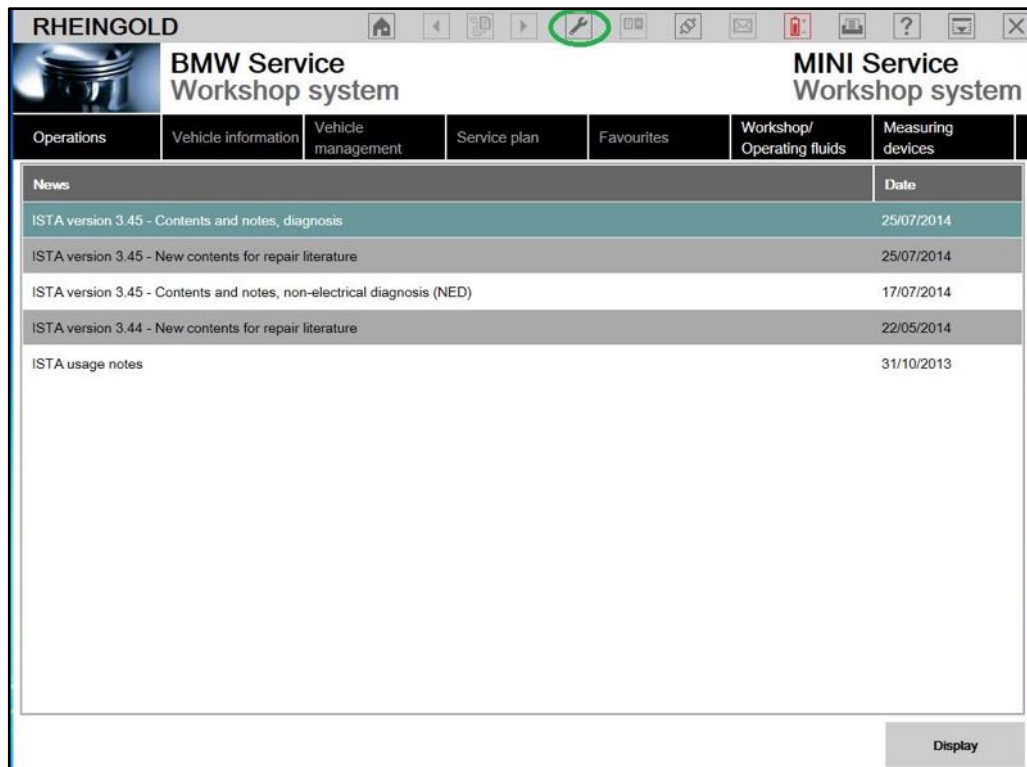 RHEINGOLD
BMW Service
Workshop system
MINI Service
Workshop system
Operations
Vehicle information
Vehicle
management
Service plan
Favourites
Workshop/
Operating fluids
Measuring
devices
News Date
ISTA version 3.45 - Contents and notes, diagnosis 25/07/2014
ISTA version 3.45 - New contents for repair literature 25/07/2014
ISTA version 3.45 - Contents and notes, non-electrical diagnosis (NED) 17/07/2014
ISTA version 3.44 - New contents for repair literature 22/05/2014
ISTA usage notes 31/10/2013
Display